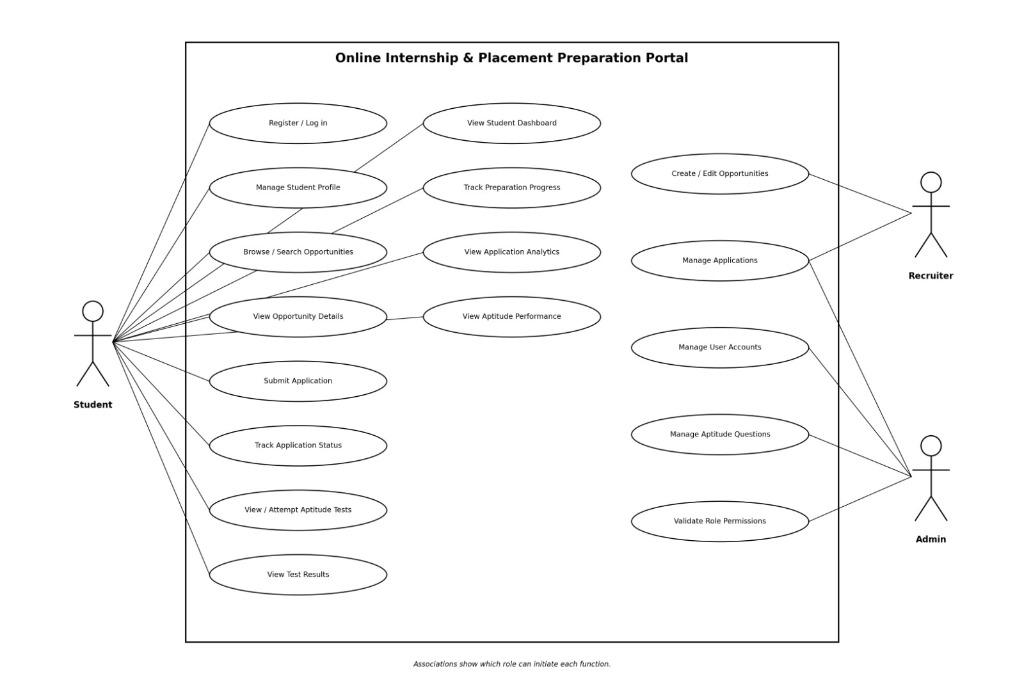 Online Internship & Placement Preparation Portal
Register / Log in
View Student Dashboard
Create / Edit Opportunities
Manage Student Profile
Track Preparation Progress
Recruiter
Browse / Search Opportunities
View Application Analytics
Manage Applications
View Opportunity Details
View Aptitude Performance
Manage User Accounts
Student
Submit Application
Track Application Status
Manage Aptitude Questions
View / Attempt Aptitude Tests
Validate Role Permissions
Admin
View Test Results
Associations show which role can initiate each function.